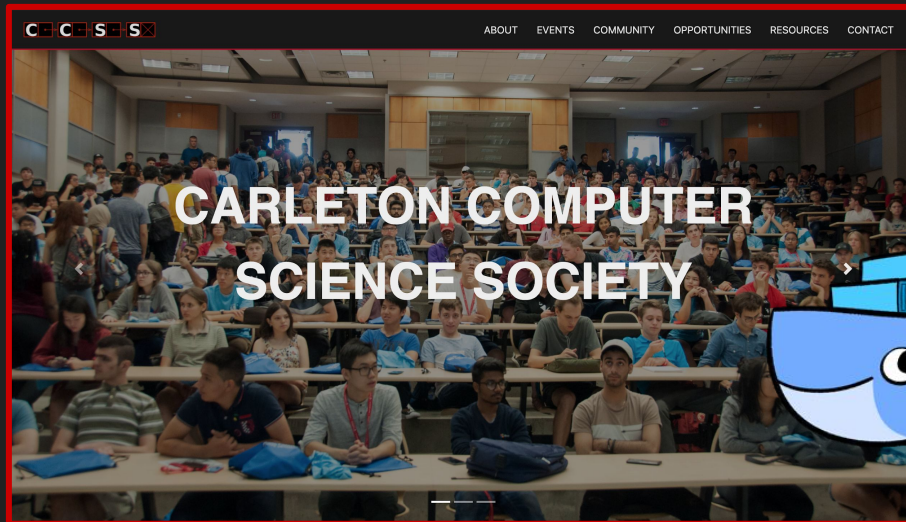 C C S S
ABOUT EVENTS COMMUNITY OPPORTUNITIES RESOURCES CONTACT
CARLETON COMPUTER
SCIENCE SOCIETY